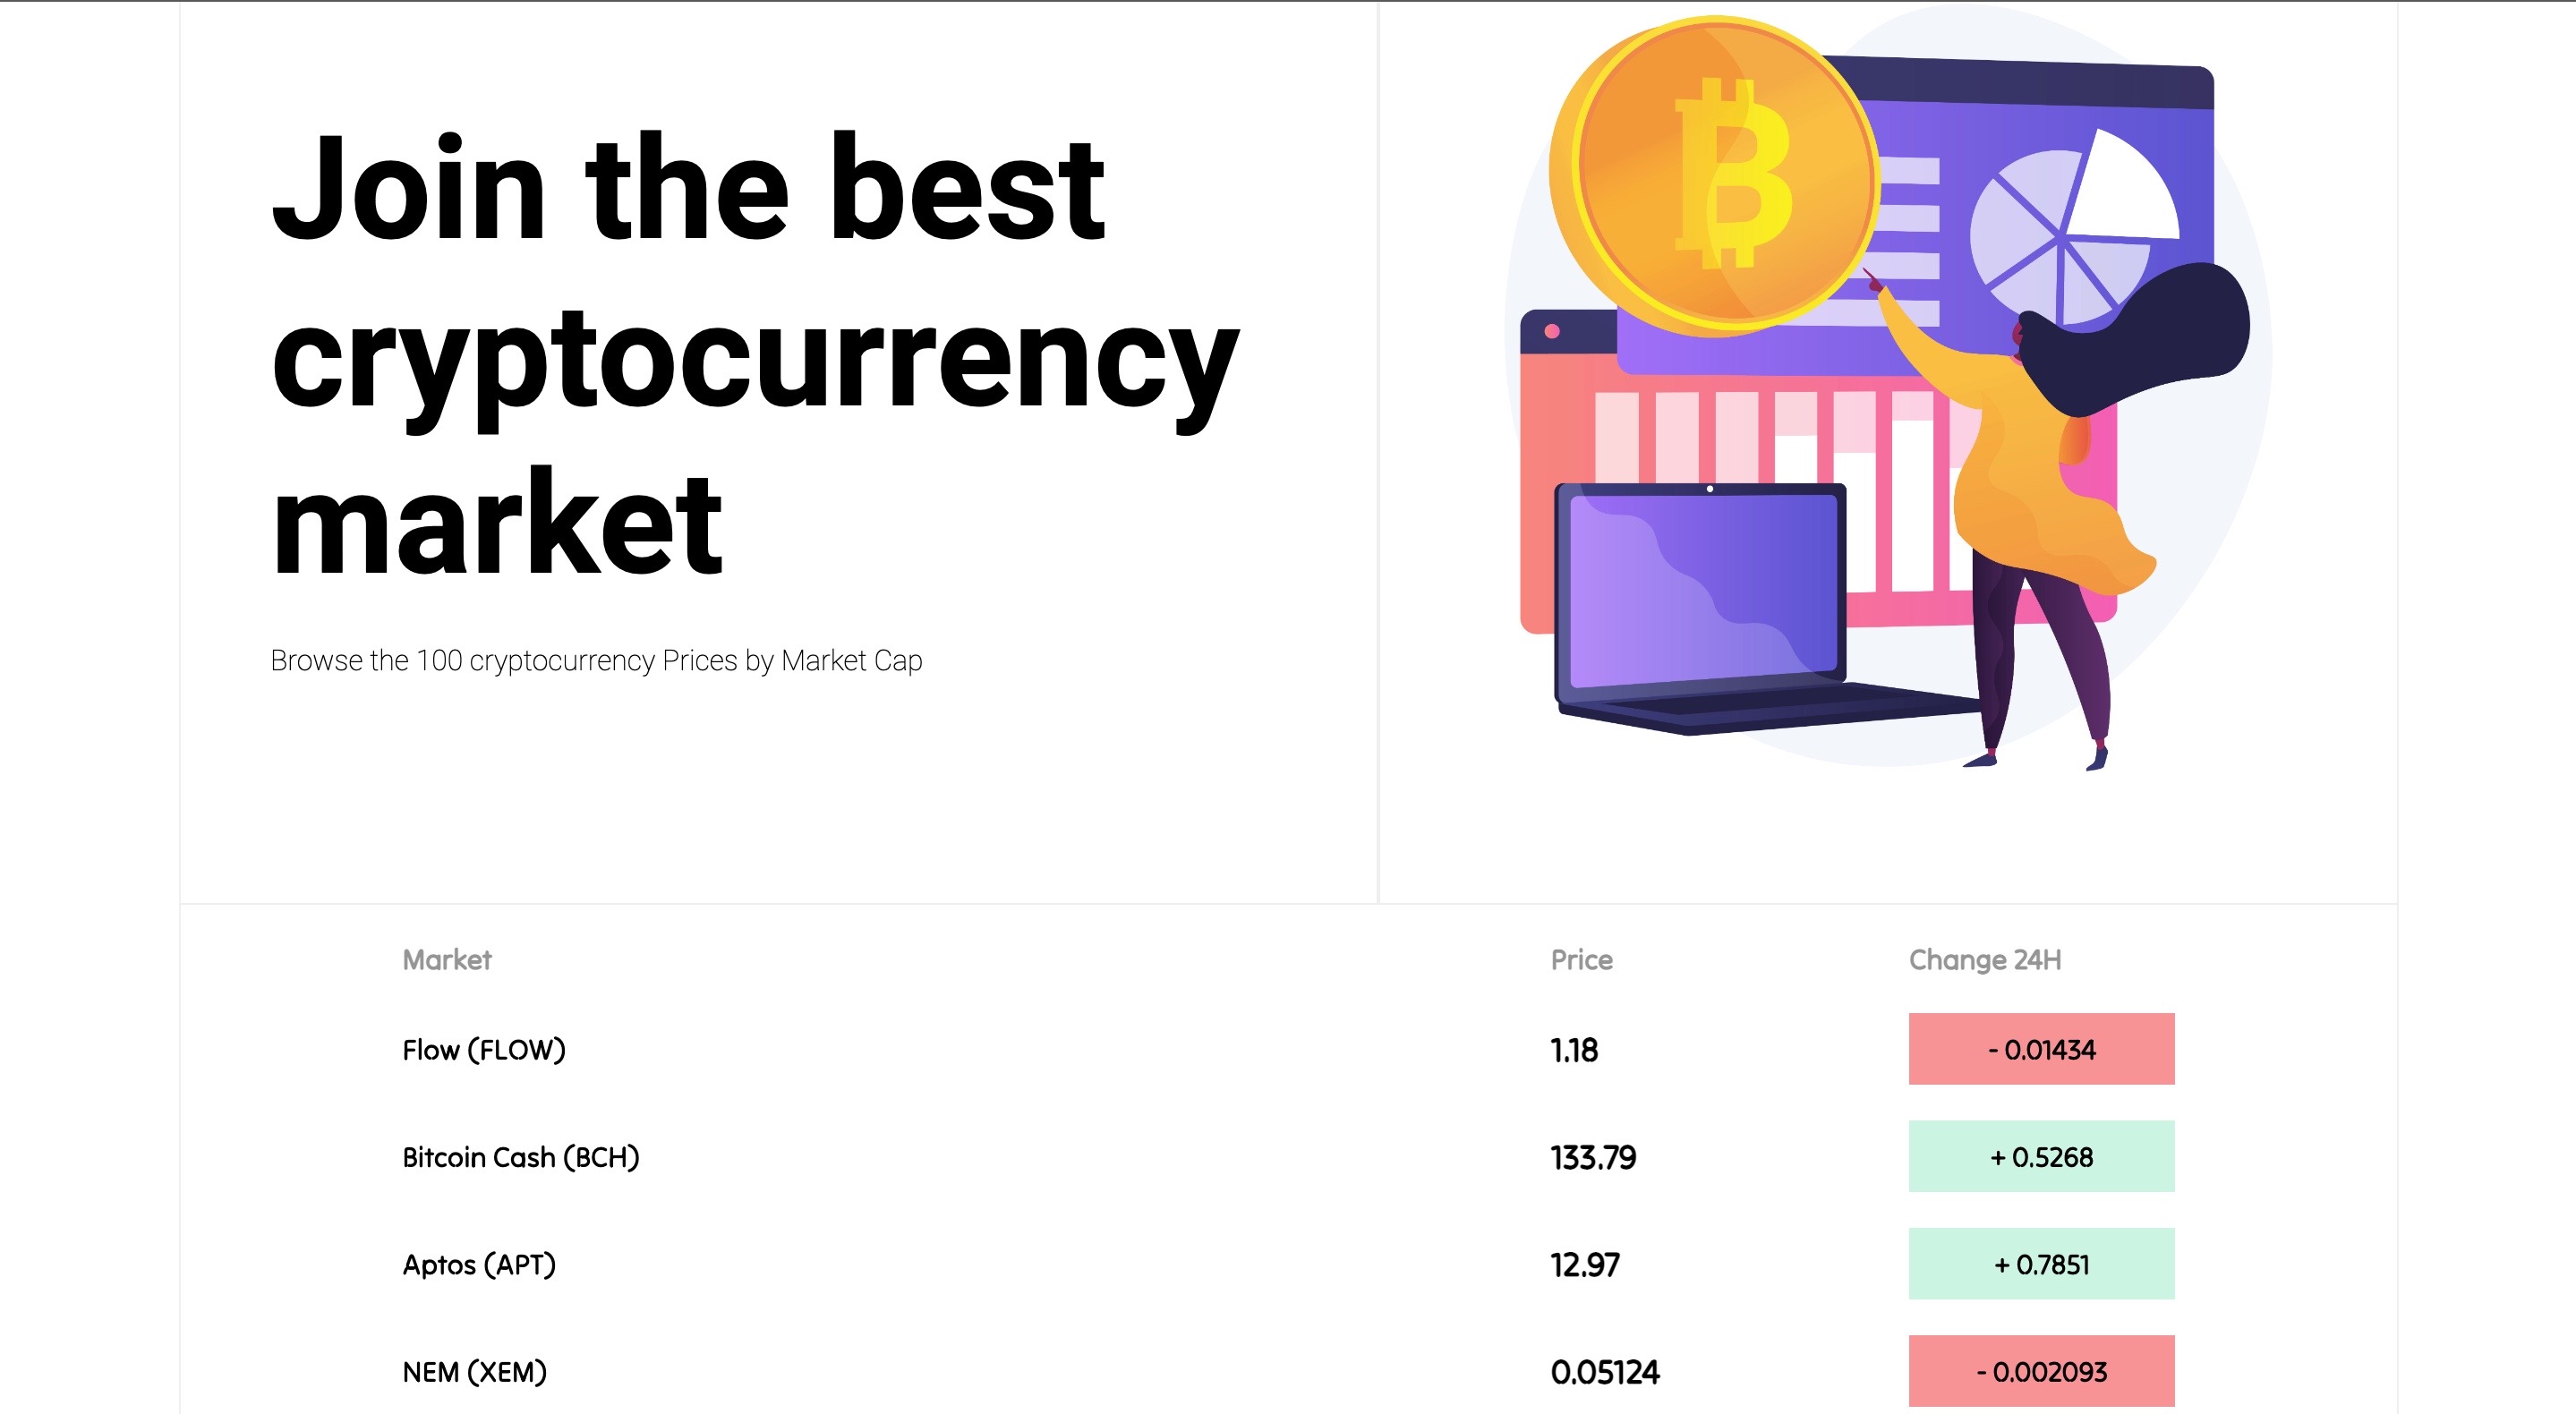 Join the best
cryptocurrency
market
Browse the 100 cryptocurrency Prices by Market Cap
Market Price Change 24H
Flow (FLOW) 1.18 - 0.01434
Bitcoin Cash (BCH) 133.79 + 0.5268
Aptos (APT) 12.97 + 0.7851
NEM (XEM) 0.05124 - 0.002093